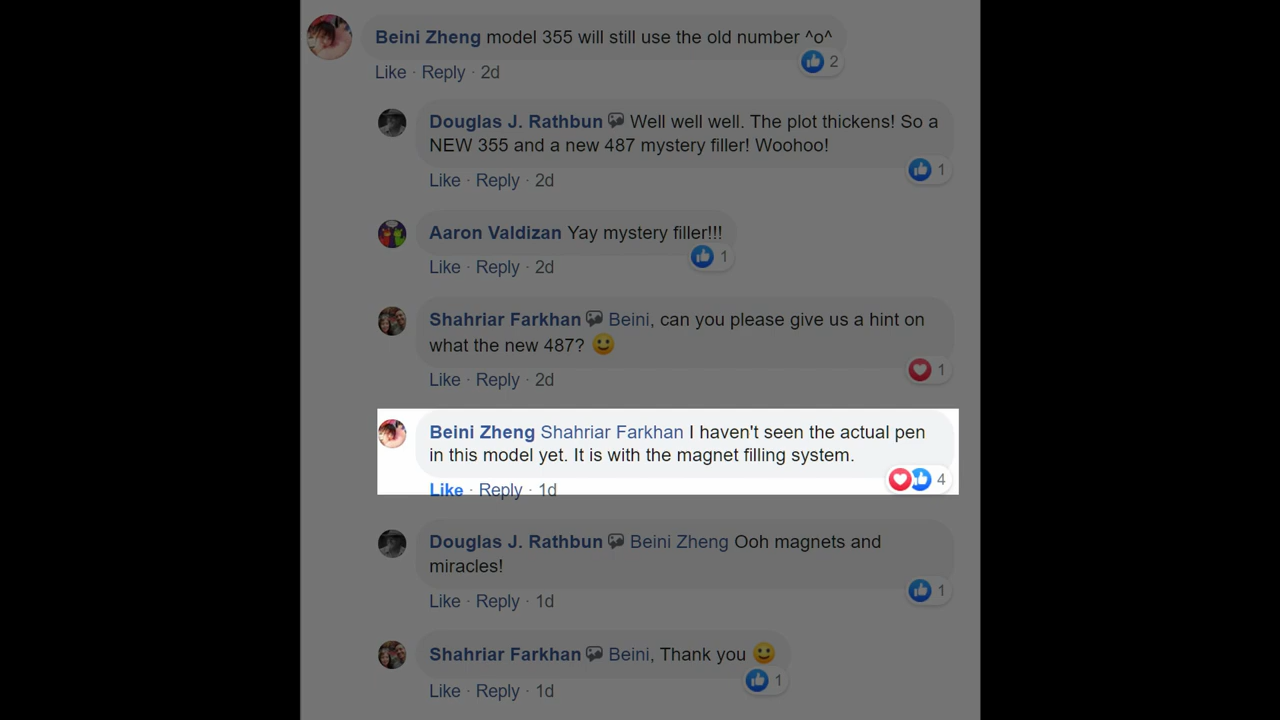 Beini Zheng model 355 will still use the old number ^o^
2
Like · Reply · 2d
Douglas J. Rathbun Well well well. The plot thickens! So a
NEW 355 and a new 487 mystery filler! Woohoo!
1
Like · Reply · 2d
Aaron Valdizan Yay mystery filler!!!
1
Like · Reply · 2d
Shahriar Farkhan Beini, can you please give us a hint on
what the new 487? 🙂
1
Like · Reply · 2d
Beini Zheng Shahriar Farkhan I haven't seen the actual pen
in this model yet. It is with the magnet filling system.
4
Like · Reply · 1d
Douglas J. Rathbun Beini Zheng Ooh magnets and
miracles!
1
Like · Reply · 1d
Shahriar Farkhan Beini, Thank you 🙂
1
Like · Reply · 1d